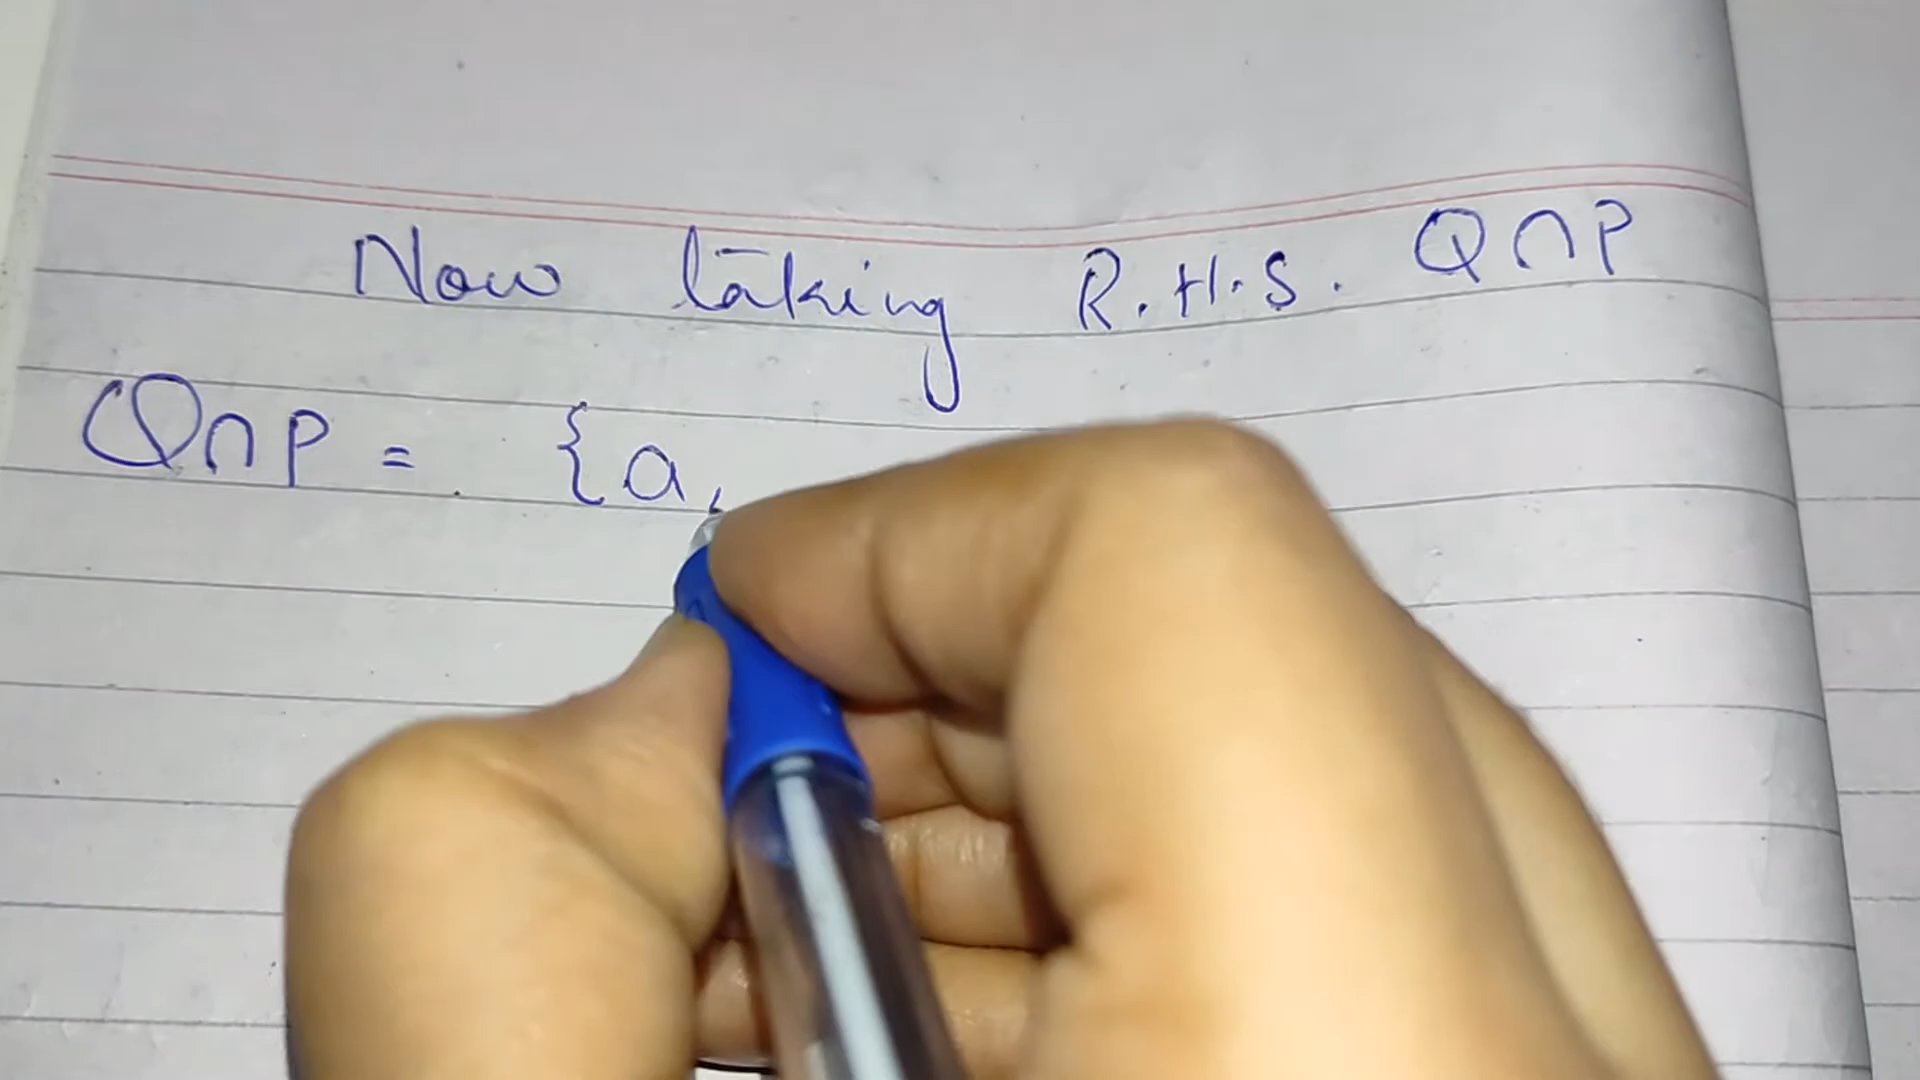 Now taking R.H.S. Q∩P
Q∩P = {a,